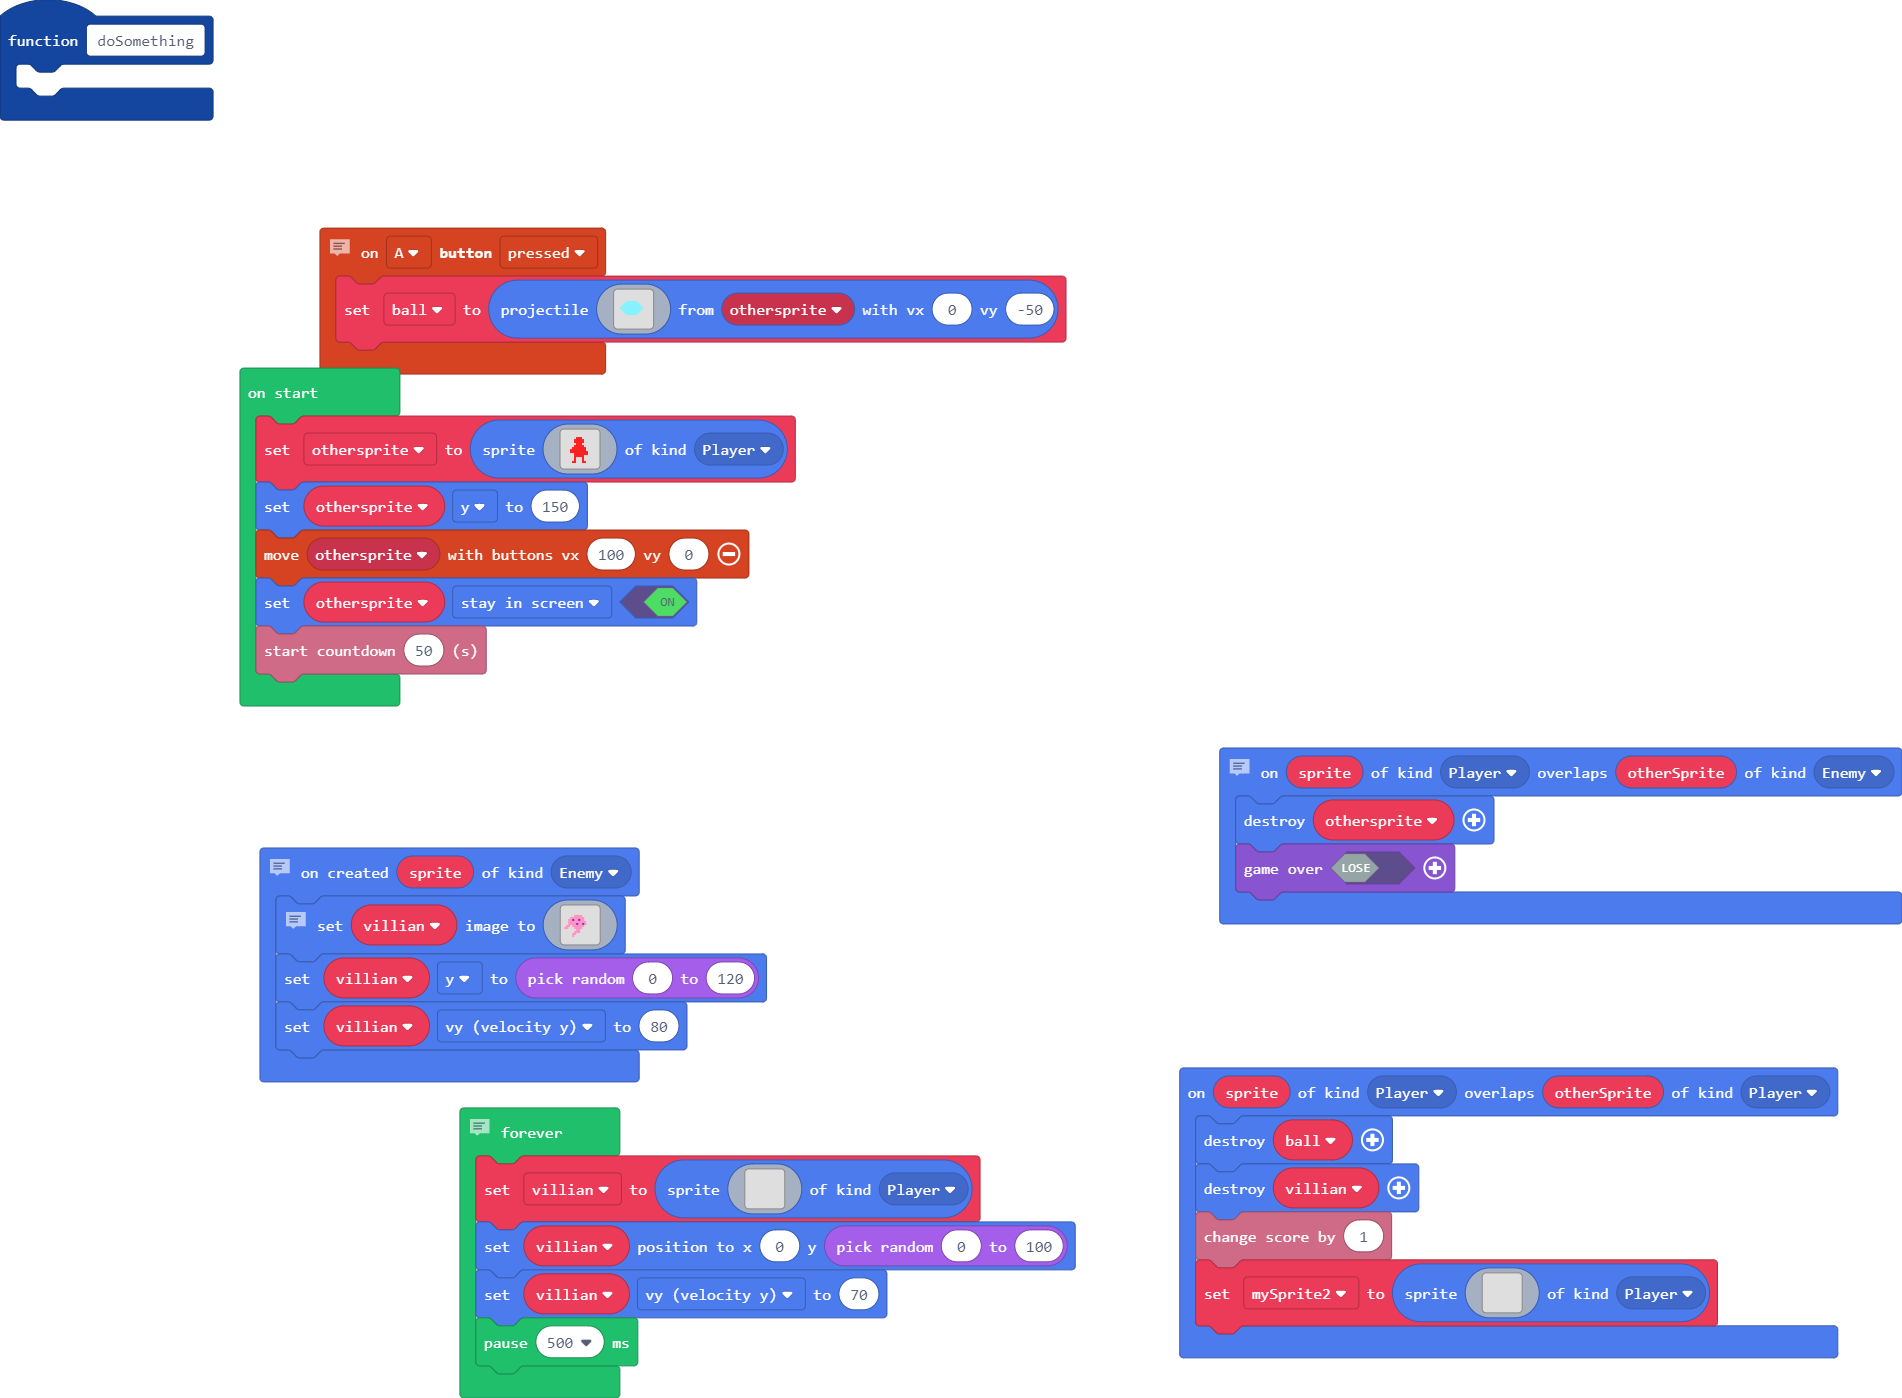 function doSomething
on A button pressed
set ball to projectile from othersprite with vx 0 vy -50
on start
set othersprite to sprite of kind Player
set othersprite y to 150
move othersprite with buttons vx 100 vy 0
set othersprite stay in screen ON
start countdown 50 (s)
on sprite of kind Player overlaps otherSprite of kind Enemy
destroy othersprite
game over LOSE
on created sprite of kind Enemy
set villian image to
set villian y to pick random 0 to 120
set villian vy (velocity y) to 80
on sprite of kind Player overlaps otherSprite of kind Player
destroy ball
destroy villian
change score by 1
set mySprite2 to sprite of kind Player
forever
set villian to sprite of kind Player
set villian position to x 0 y pick random 0 to 100
set villian vy (velocity y) to 70
pause 500 ms